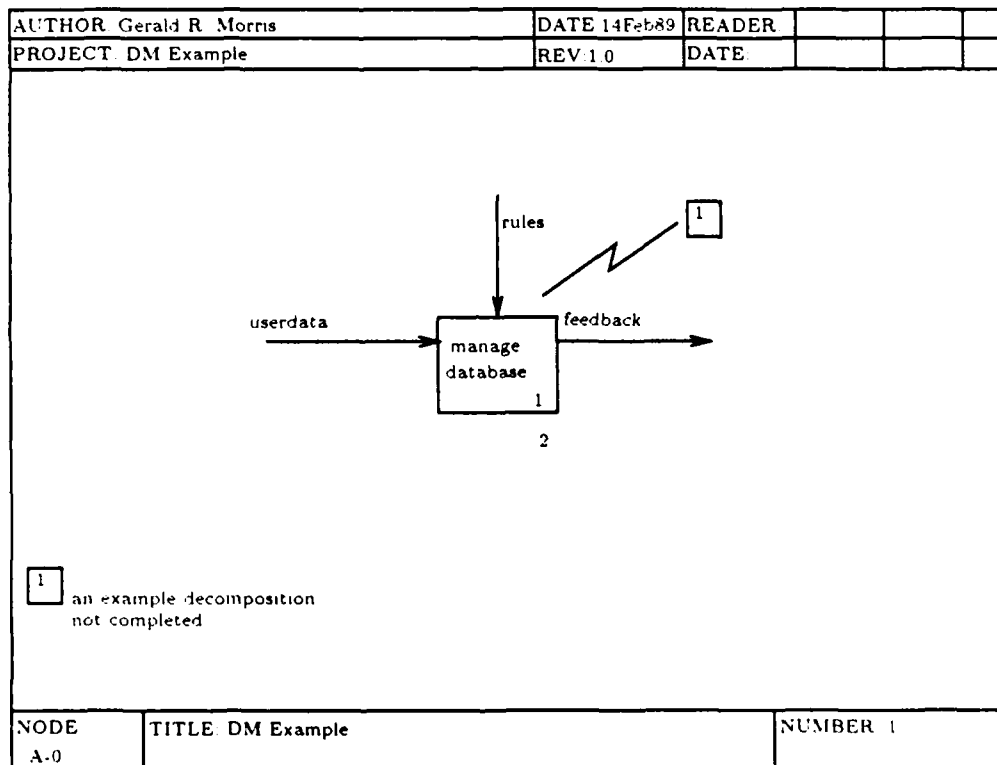 AUTHOR: Gerald R. Morris DATE 14Feb89 READER
PROJECT: DM Example REV:1.0 DATE:
rules
1
userdata
feedback
manage
database
1
2
1
an example decomposition
not completed
NODE TITLE: DM Example NUMBER 1
A-0